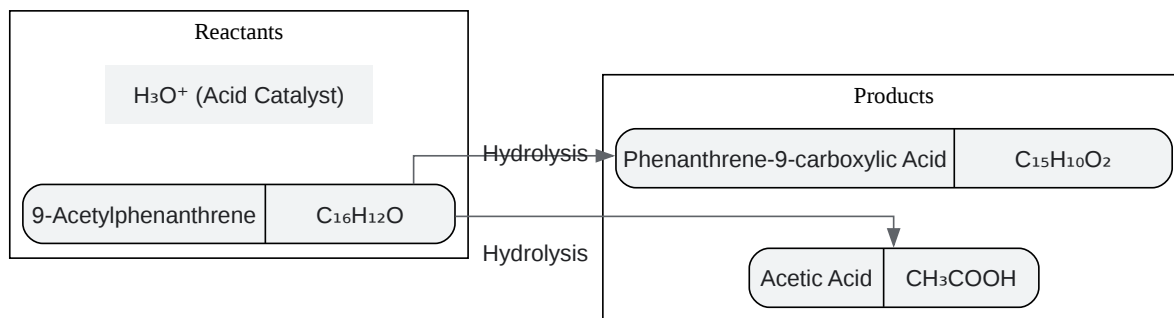 Reactants
H₃O⁺ (Acid Catalyst)
9-Acetylphenanthrene
C₁₆H₁₂O
Hydrolysis
Hydrolysis
Products
Phenanthrene-9-carboxylic Acid
C₁₅H₁₀O₂
Acetic Acid
CH₃COOH